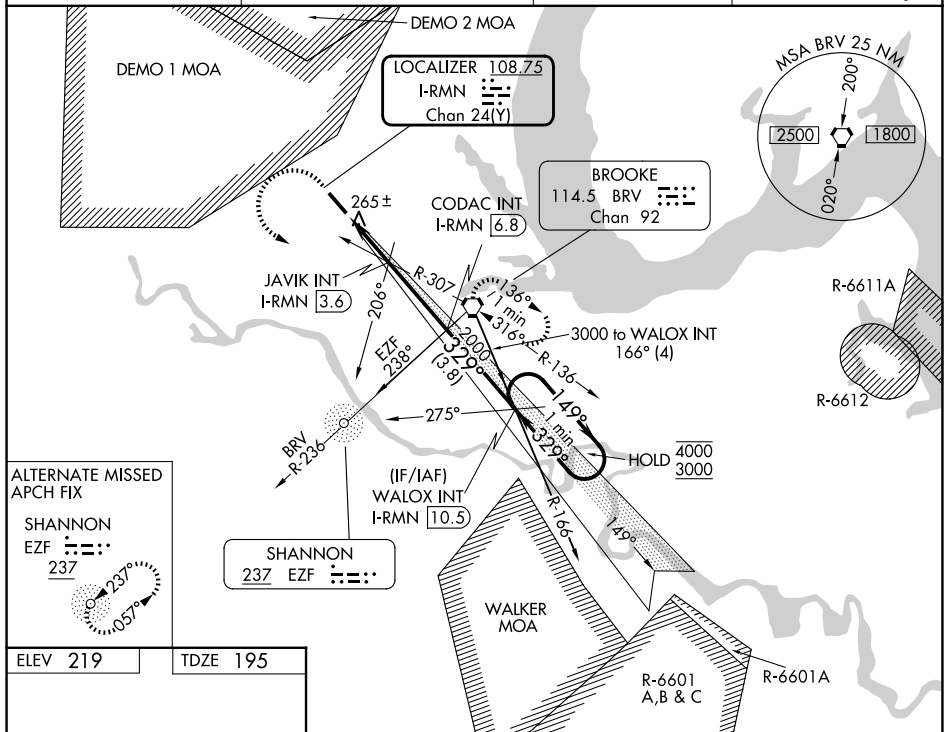 DEMO 2 MOA
DEMO 1 MOA
LOCALIZER 108.75
I-RMN
Chan 24(Y)
MSA BRV 25 NM
200°
2500
1800
020°
BROOKE
114.5 BRV
Chan 92
265±
CODAC INT
I-RMN 6.8
JAVIK INT
I-RMN 3.6
206°
R-307
136°
1 min
316°
R-136
3000 to WALOX INT
166° (4)
R-6611A
R-6612
EZF
238°
2000
329°
(3.8)
275°
149°
1 min
329°
HOLD 4000
3000
BRV
R-236
(IF/IAF)
WALOX INT
I-RMN 10.5
R-166
149°
ALTERNATE MISSED
APCH FIX
SHANNON
EZF
237
237°
057°
SHANNON
237 EZF
WALKER
MOA
R-6601
A,B & C
R-6601A
ELEV 219
TDZE 195